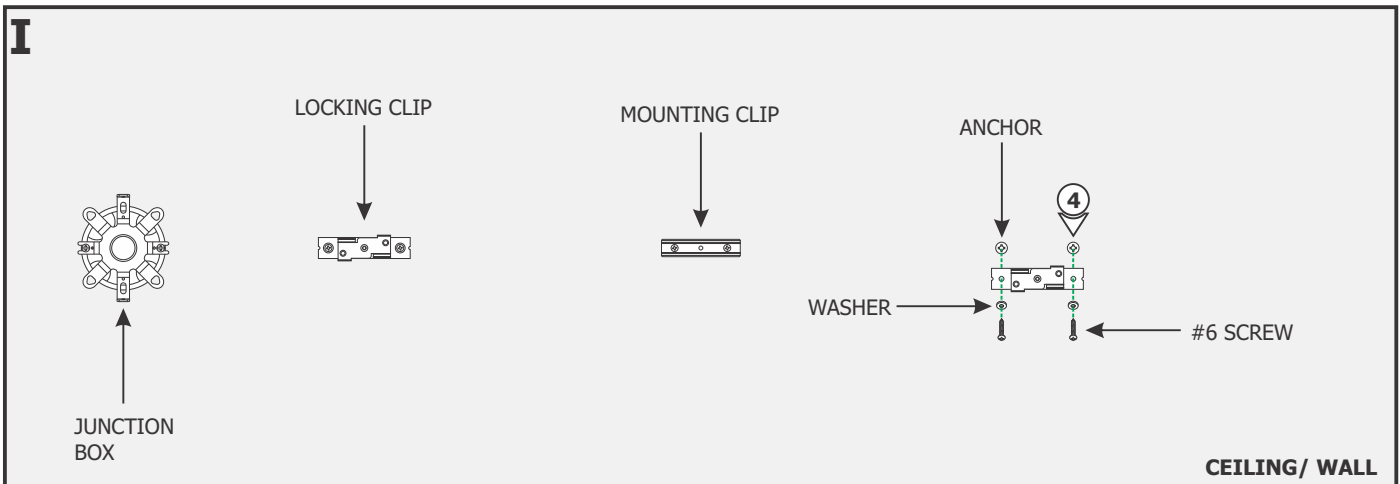 I
LOCKING CLIP
MOUNTING CLIP
ANCHOR
4
WASHER
#6 SCREW
JUNCTION
BOX
CEILING/ WALL